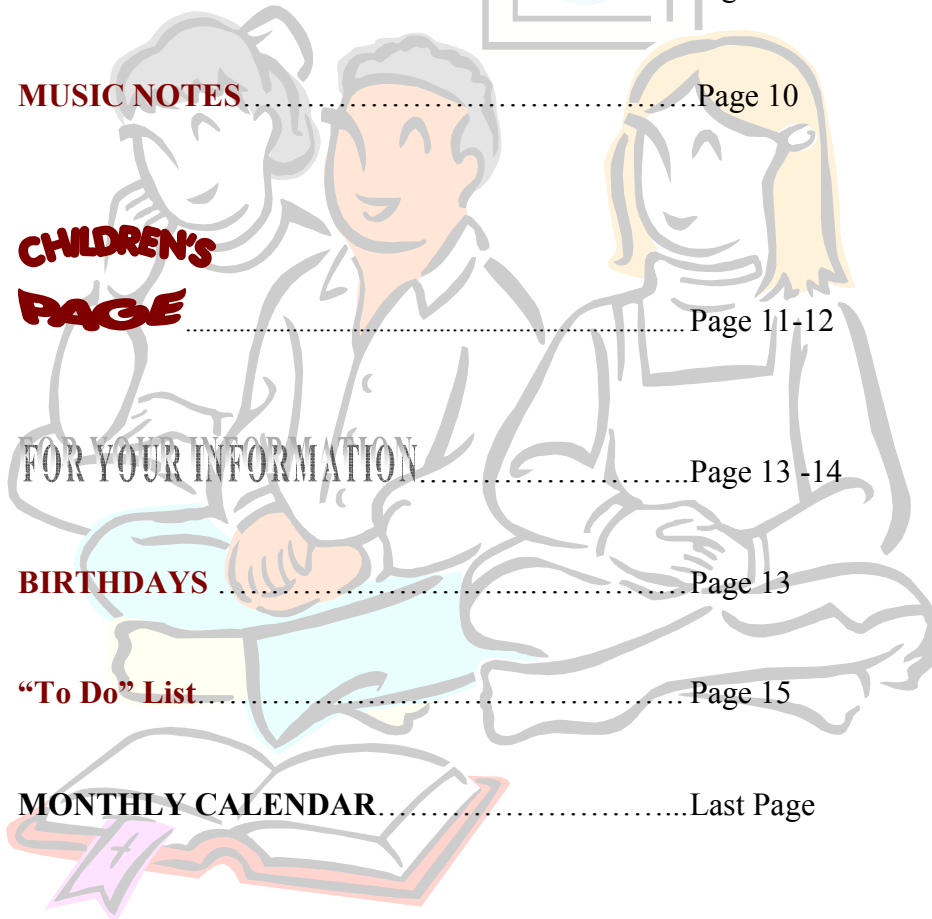 MUSIC NOTES……………………………………….Page 10
CHILDREN'S
PAGE ........................................................................... Page 11-12
FOR YOUR INFORMATION……………………..Page 13 -14
BIRTHDAYS ………………………...……………Page 13
“To Do” List…………………………………………. Page 15
MONTHLY CALENDAR…………………………...Last Page